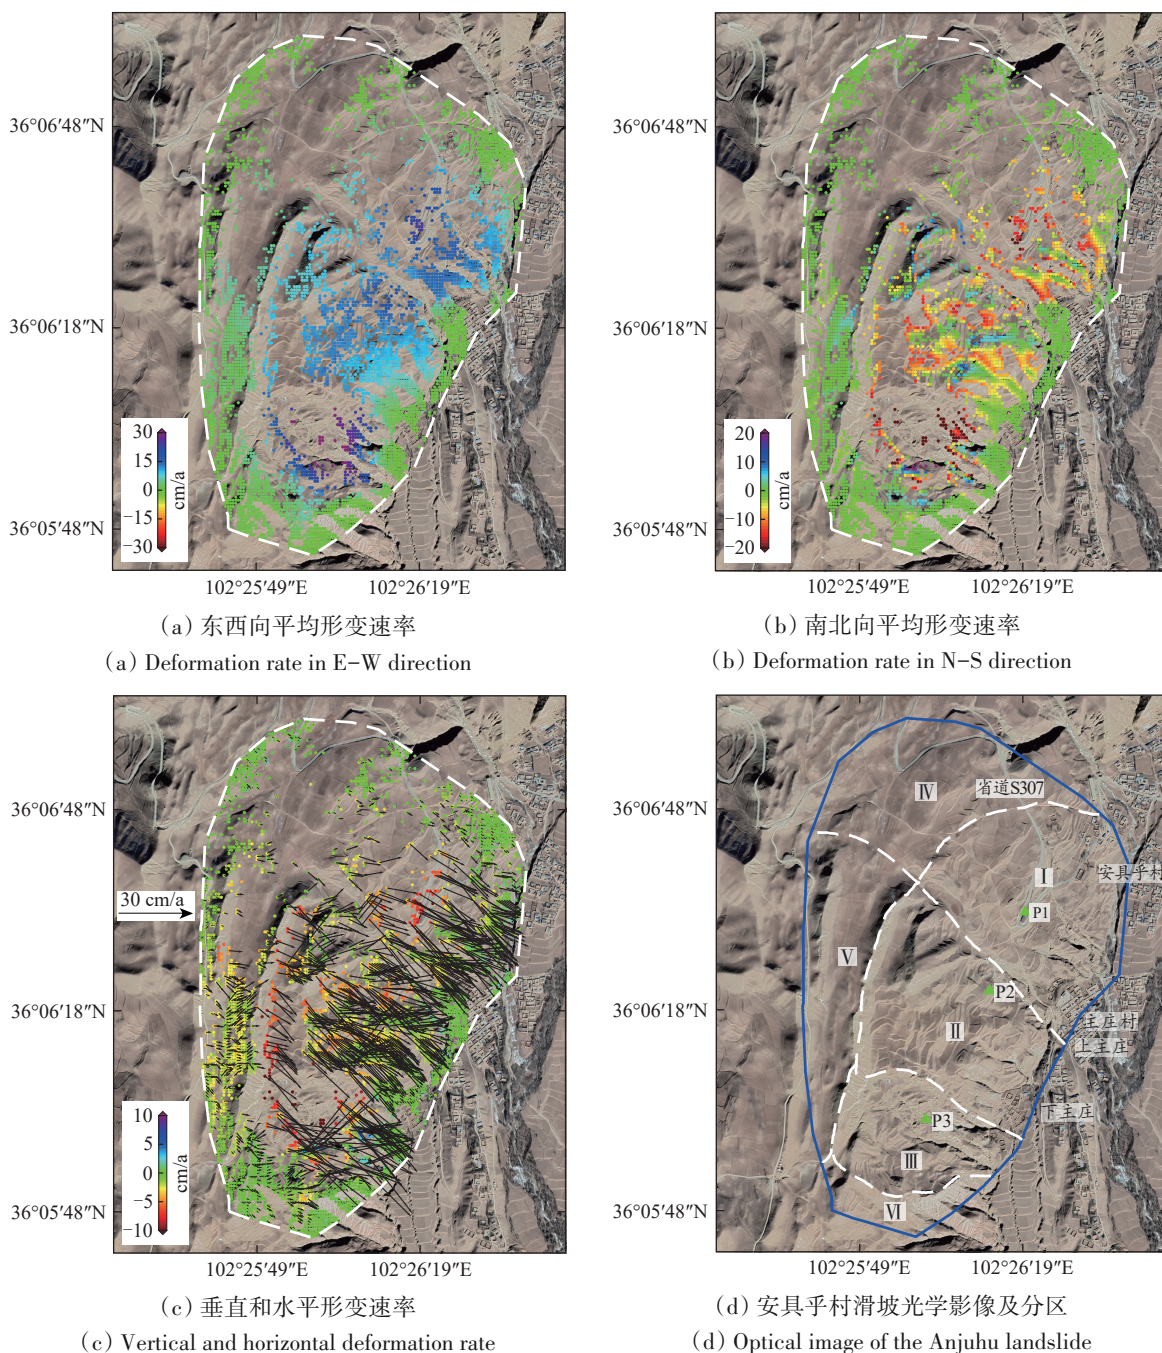 36°06′48″N
36°06′18″N
36°05′48″N
30
15
0
−15
−30
cm/a
102°25′49″E 102°26′19″E
(a) 东西向平均形变速率
(a) Deformation rate in E−W direction
36°06′48″N
36°06′18″N
36°05′48″N
20
10
0
−10
−20
cm/a
102°25′49″E 102°26′19″E
(b) 南北向平均形变速率
(b) Deformation rate in N−S direction
36°06′48″N
30 cm/a
36°06′18″N
36°05′48″N
10
5
0
−5
−10
cm/a
102°25′49″E 102°26′19″E
(c) 垂直和水平形变速率
(c) Vertical and horizontal deformation rate
36°06′48″N
36°06′18″N
36°05′48″N
Ⅳ
省道S307
Ⅰ
安具乎村
P1
Ⅴ
P2
主庄村
Ⅱ
上主庄
下主庄
P3
Ⅲ
Ⅵ
102°25′49″E 102°26′19″E
(d) 安具乎村滑坡光学影像及分区
(d) Optical image of the Anjuhu landslide